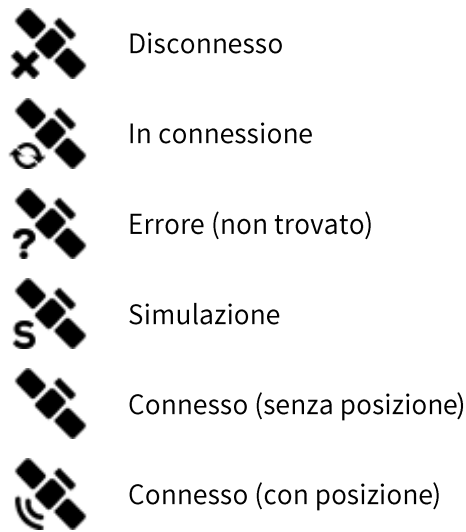 Disconnesso
In connessione
? Errore (non trovato)
S Simulazione
Connesso (senza posizione)
Connesso (con posizione)